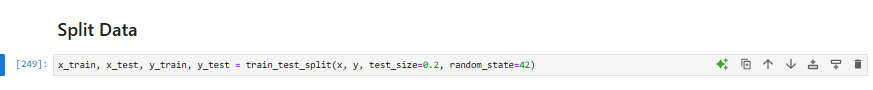 Split Data
[249]: x_train, x_test, y_train, y_test = train_test_split(x, y, test_size=0.2, random_state=42)